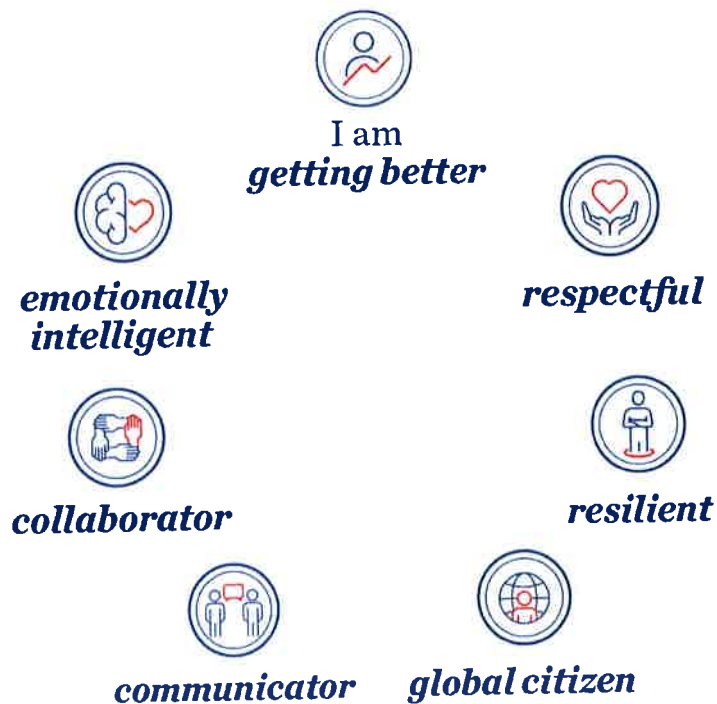 I am
getting better
emotionally
intelligent
respectful
collaborator
resilient
communicator
global citizen